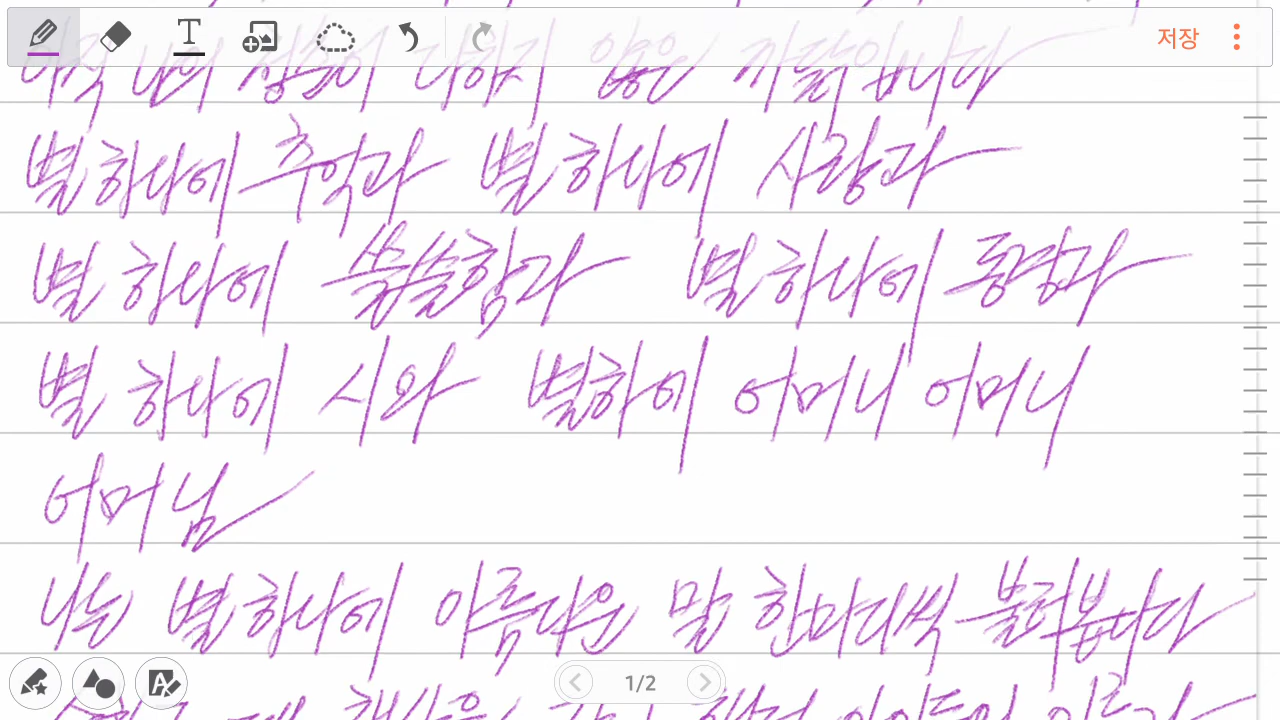 저장
아직 나의 청춘이 다하지 않은 까닭입니다
별 하나에 추억과 별 하나에 사랑과
별 하나에 쓸쓸함과 별 하나에 동경과
별 하나에 시와 별하에 어머니 어머니
어머님
나는 별 하나에 아름다운 말 한마디씩 불러봅니다
1/2